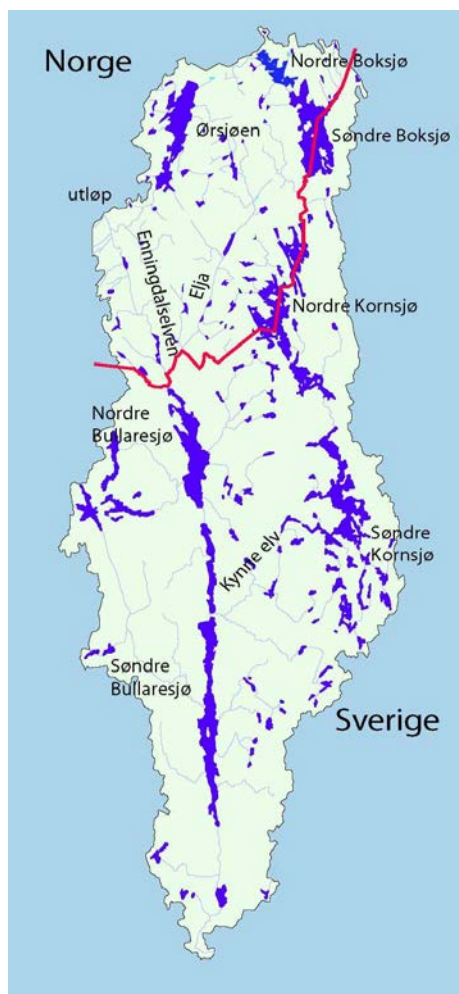 Norge
Nordre Boksjø
Ørsjøen
Søndre Boksjø
utløp
Enningdalselven
Elja
Nordre Kornsjø
Nordre
Bullaresjø
Kynne elv
Søndre
Kornsjø
Søndre
Bullaresjø
Sverige